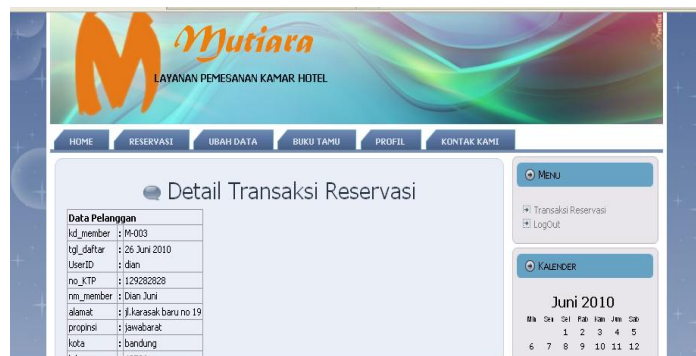 Mutiara
LAYANAN PEMESANAN KAMAR HOTEL
HOME RESERVASI UBAH DATA BUKU TAMU PROFIL KONTAK KAMI
Detail Transaksi Reservasi
Data Pelanggan
kd_member : M-003
tgl_daftar : 26 Juni 2010
UserID : dian
no_KTP : 129282828
nm_member : Dian Juni
alamat : jl.karasak baru no 19
propinsi : jawabarat
kota : bandung
MENU
Transaksi Reservasi
LogOut
KALENDER
Juni 2010
Min Sen Sel Rab Kam Jum Sab
1 2 3 4 5
6 7 8 9 10 11 12